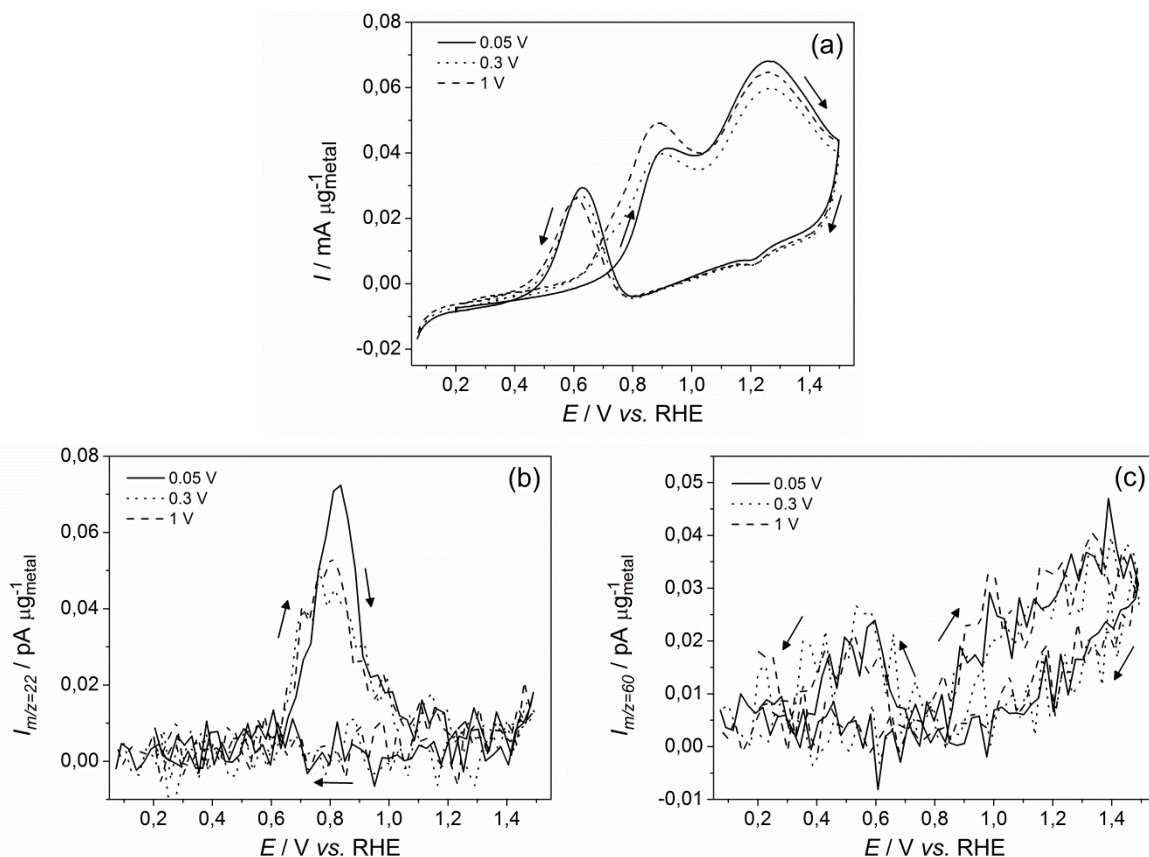 (a)
0.05 V
0.3 V
1 V
I / mA μg⁻¹metal
0,08
0,06
0,04
0,02
0,00
-0,02
0,2 0,4 0,6 0,8 1,0 1,2 1,4
E / V vs. RHE
(b)
0.05 V
0.3 V
1 V
I m/z=22 / pA μg⁻¹metal
0,08
0,06
0,04
0,02
0,00
0,2 0,4 0,6 0,8 1,0 1,2 1,4
E / V vs. RHE
(c)
0.05 V
0.3 V
1 V
I m/z=60 / pA μg⁻¹metal
0,05
0,04
0,03
0,02
0,01
0,00
-0,01
0,2 0,4 0,6 0,8 1,0 1,2 1,4
E / V vs. RHE